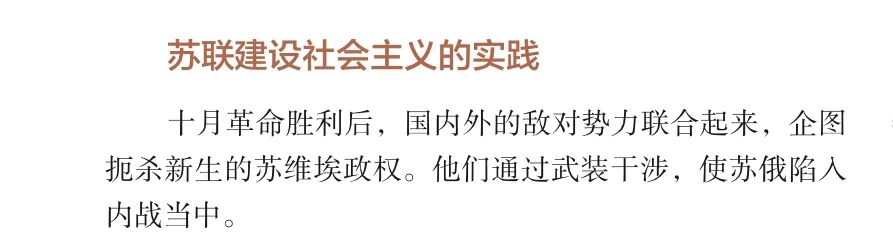 苏联建设社会主义的实践
十月革命胜利后，国内外的敌对势力联合起来，企图
扼杀新生的苏维埃政权。他们通过武装干涉，使苏俄陷入
内战当中。